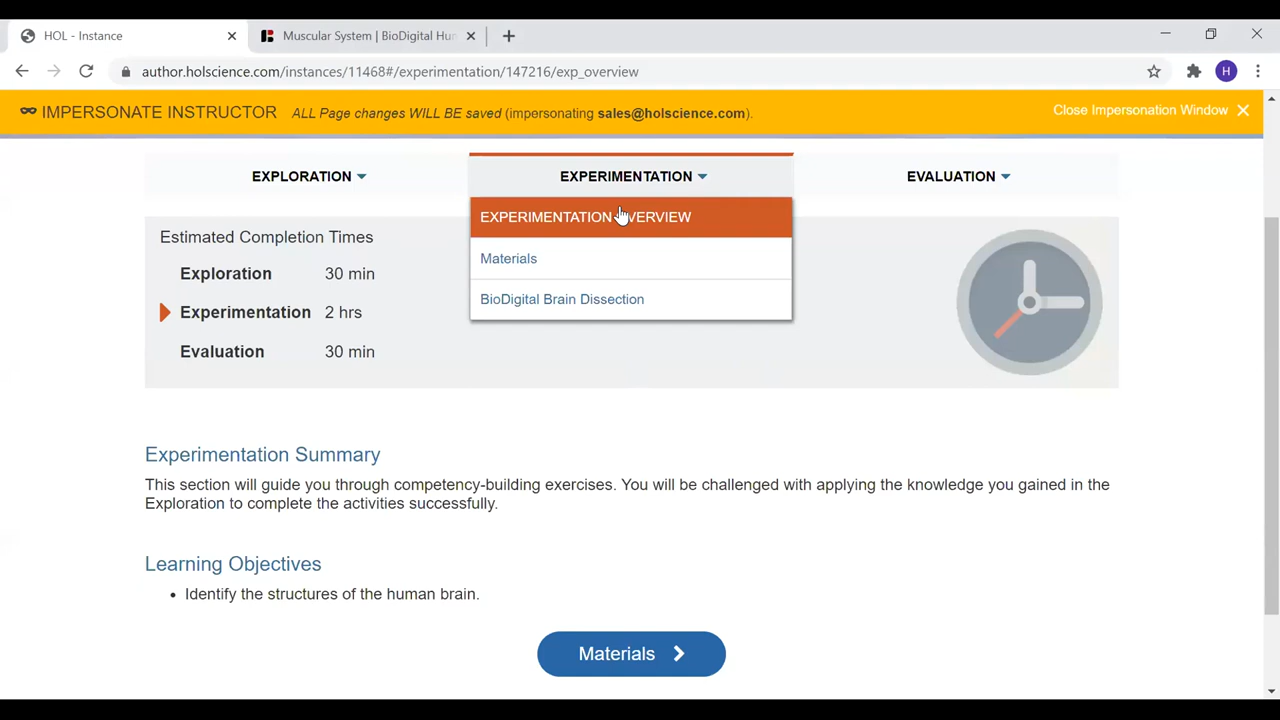 HOL - Instance
Muscular System | BioDigital Hum
author.holscience.com/instances/11468#/experimentation/147216/exp_overview
H
IMPERSONATE INSTRUCTOR ALL Page changes WILL BE saved (impersonating sales@holscience.com).
Close Impersonation Window
EXPLORATION
EXPERIMENTATION
EVALUATION
EXPERIMENTATION OVERVIEW
Materials
BioDigital Brain Dissection
Estimated Completion Times
Exploration 30 min
Experimentation 2 hrs
Evaluation 30 min
Experimentation Summary
This section will guide you through competency-building exercises. You will be challenged with applying the knowledge you gained in the
Exploration to complete the activities successfully.
Learning Objectives
• Identify the structures of the human brain.
Materials